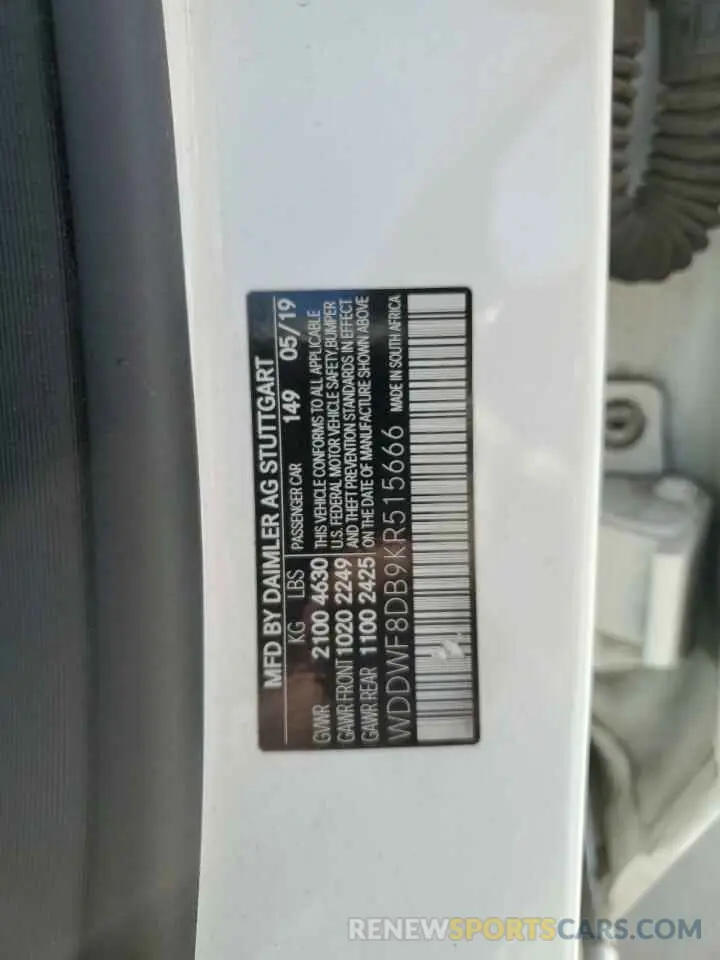 MFD BY DAIMLER AG STUTTGART
KG LBS PASSENGER CAR 149 05/19
GVWR 2100 4630 THIS VEHICLE CONFORMS TO ALL APPLICABLE
GAWR FRONT 1020 2249 U.S. FEDERAL MOTOR VEHICLE SAFETY, BUMPER
GAWR REAR 1100 2425 AND THEFT PREVENTION STANDARDS IN EFFECT
ON THE DATE OF MANUFACTURE SHOWN ABOVE
WDDWF8DB9KR515666 MADE IN SOUTH AFRICA
RENEWSPORTSCARS.COM